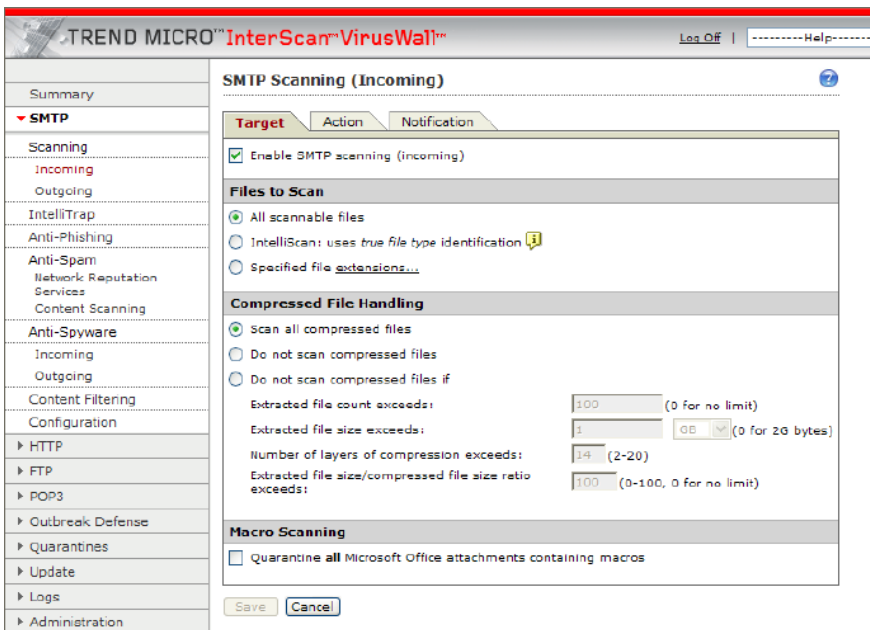 TREND MICRO™ InterScan™ VirusWall™
Log Off | ---------Help-------
Summary
SMTP
Scanning
Incoming
Outgoing
IntelliTrap
Anti-Phishing
Anti-Spam
Network Reputation
Services
Content Scanning
Anti-Spyware
Incoming
Outgoing
Content Filtering
Configuration
HTTP
FTP
POP3
Outbreak Defense
Quarantines
Update
Logs
Administration
SMTP Scanning (Incoming)
Target Action Notification
Enable SMTP scanning (incoming)
Files to Scan
All scannable files
IntelliScan: uses true file type identification
Specified file extensions...
Compressed File Handling
Scan all compressed files
Do not scan compressed files
Do not scan compressed files if
Extracted file count exceeds: 100 (0 for no limit)
Extracted file size exceeds: 1 GB (0 for 2G bytes)
Number of layers of compression exceeds: 14 (2-20)
Extracted file size/compressed file size ratio
exceeds: 100 (0-100, 0 for no limit)
Macro Scanning
Quarantine all Microsoft Office attachments containing macros
Save Cancel